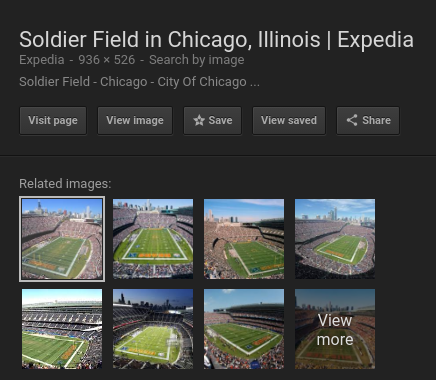 Soldier Field in Chicago, Illinois | Expedia
Expedia - 936 × 526 - Search by image
Soldier Field - Chicago - City Of Chicago ...
Visit page
View image
Save
View saved
Share
Related images:
View
more